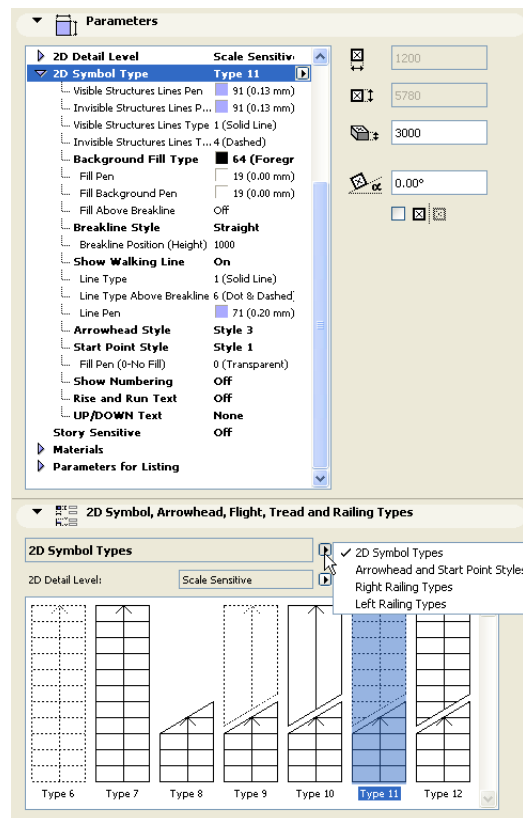 Parameters
2D Detail Level Scale Sensitiv
2D Symbol Type Type 11
Visible Structures Lines Pen 91 (0.13 mm)
Invisible Structures Lines P... 91 (0.13 mm)
Visible Structures Lines Type 1 (Solid Line)
Invisible Structures Lines T... 4 (Dashed)
Background Fill Type 64 (Foregr
Fill Pen 19 (0.00 mm)
Fill Background Pen 19 (0.00 mm)
Fill Above Breakline Off
Breakline Style Straight
Breakline Position (Height) 1000
Show Walking Line On
Line Type 1 (Solid Line)
Line Type Above Breakline 6 (Dot & Dashed)
Line Pen 71 (0.20 mm)
Arrowhead Style Style 3
Start Point Style Style 1
Fill Pen (0-No Fill) 0 (Transparent)
Show Numbering Off
Rise and Run Text Off
UP/DOWN Text None
Story Sensitive Off
Materials
Parameters for Listing
1200
5780
3000
α 0.00°
2D Symbol, Arrowhead, Flight, Tread and Railing Types
2D Symbol Types
2D Detail Level: Scale Sensitive
✓ 2D Symbol Types
Arrowhead and Start Point Styles
Right Railing Types
Left Railing Types
Type 6 Type 7 Type 8 Type 9 Type 10 Type 11 Type 12